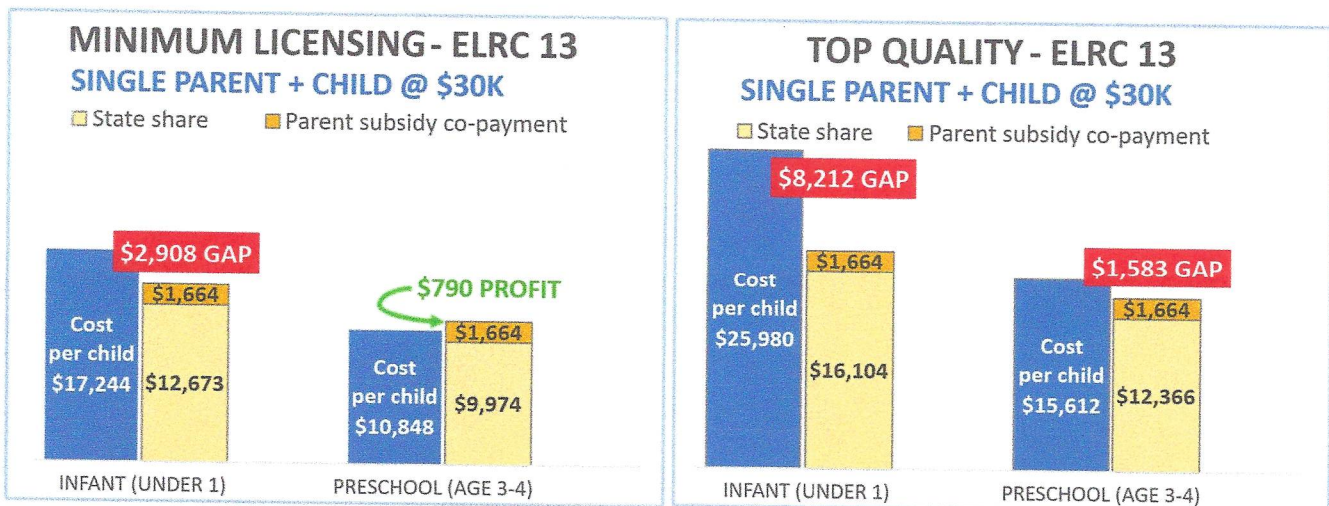 MINIMUM LICENSING - ELRC 13
SINGLE PARENT + CHILD @ $30K
State share
Parent subsidy co-payment
$2,908 GAP
$1,664
Cost
per child
$17,244
$12,673
$790 PROFIT
$1,664
Cost
per child
$10,848
$9,974
INFANT (UNDER 1)
PRESCHOOL (AGE 3-4)
TOP QUALITY - ELRC 13
SINGLE PARENT + CHILD @ $30K
State share
Parent subsidy co-payment
$8,212 GAP
$1,664
Cost
per child
$25,980
$16,104
$1,583 GAP
$1,664
Cost
per child
$15,612
$12,366
INFANT (UNDER 1)
PRESCHOOL (AGE 3-4)